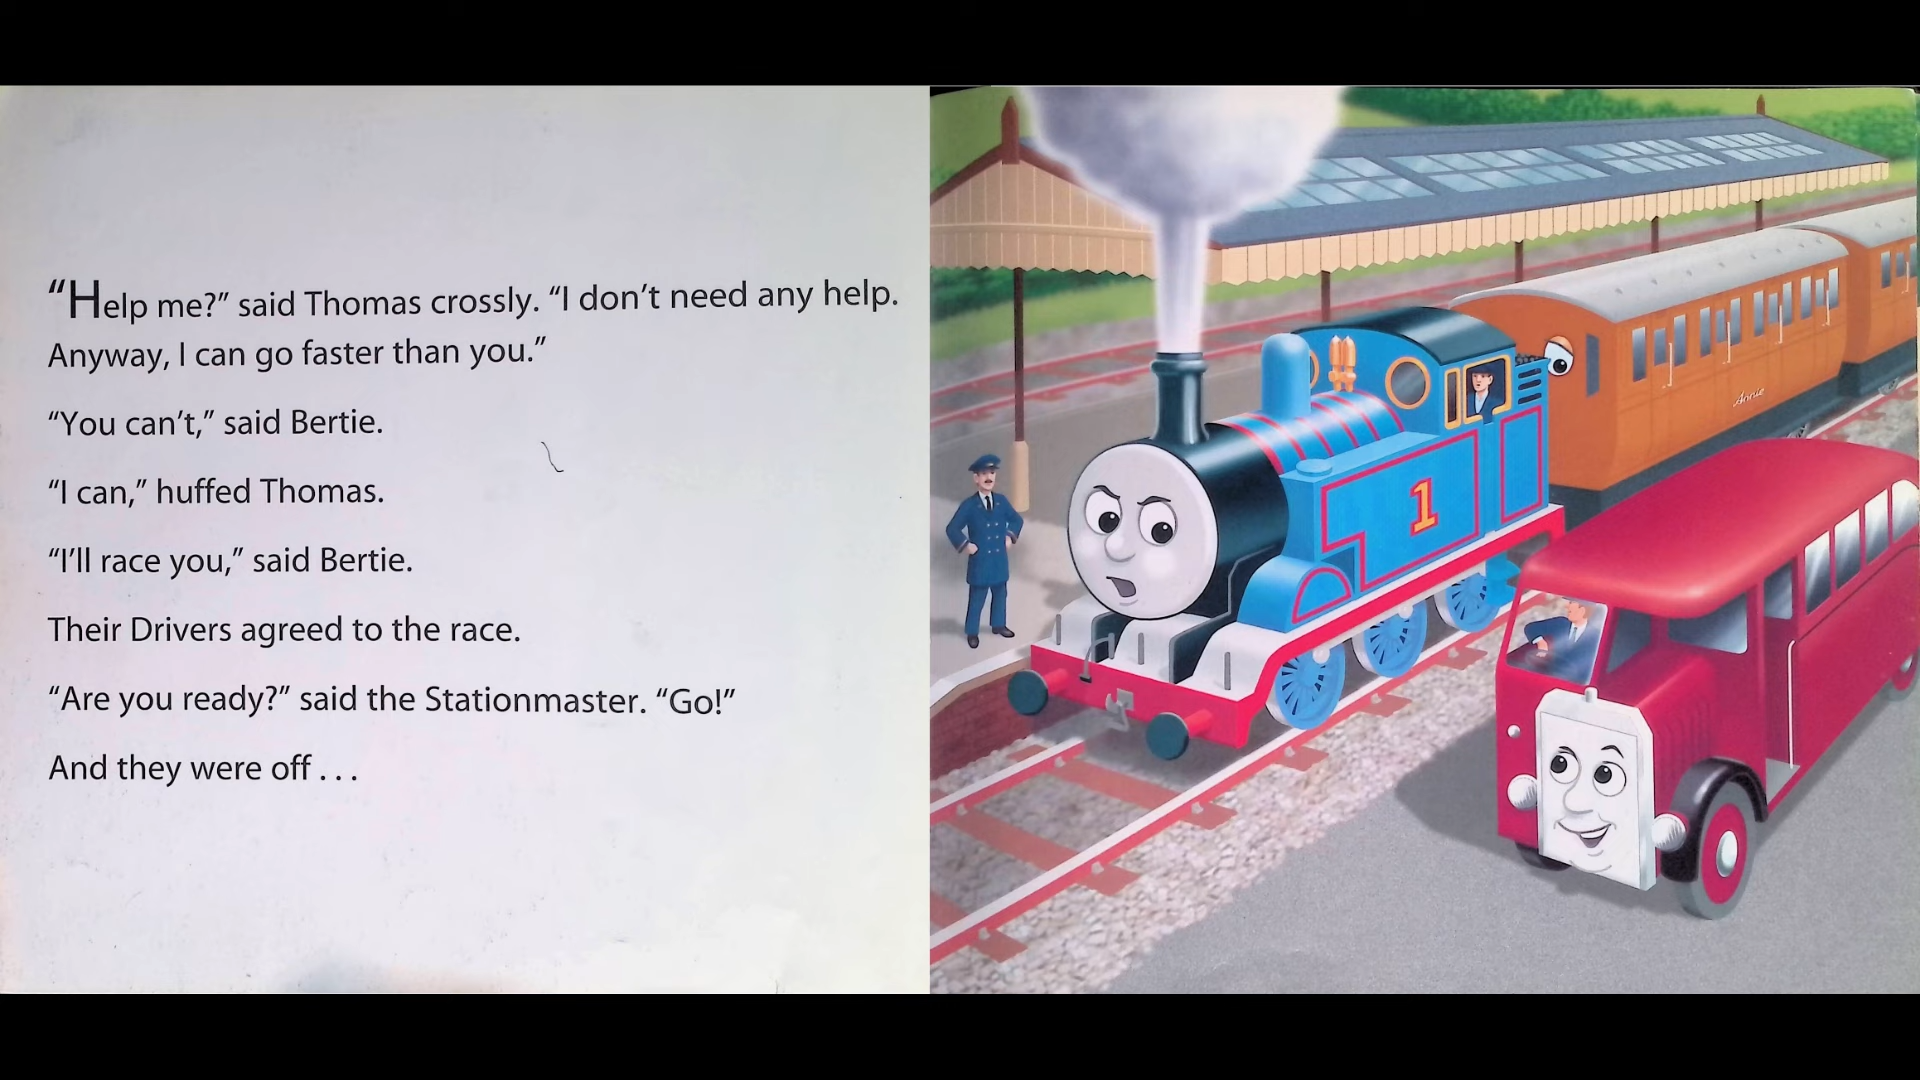 “Help me?” said Thomas crossly. “I don’t need any help.
Anyway, I can go faster than you.”
“You can’t,” said Bertie.
“I can,” huffed Thomas.
“I’ll race you,” said Bertie.
Their Drivers agreed to the race.
“Are you ready?” said the Stationmaster. “Go!”
And they were off . . .
1
Annie